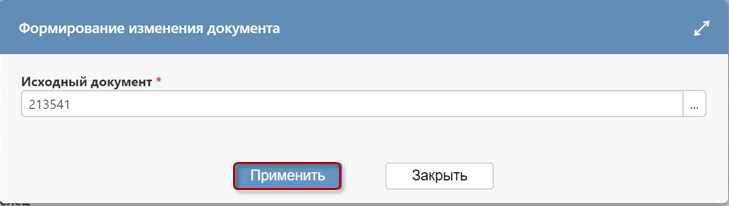 Формирование изменения документа
Исходный документ *
213541
...
Применить
Закрыть